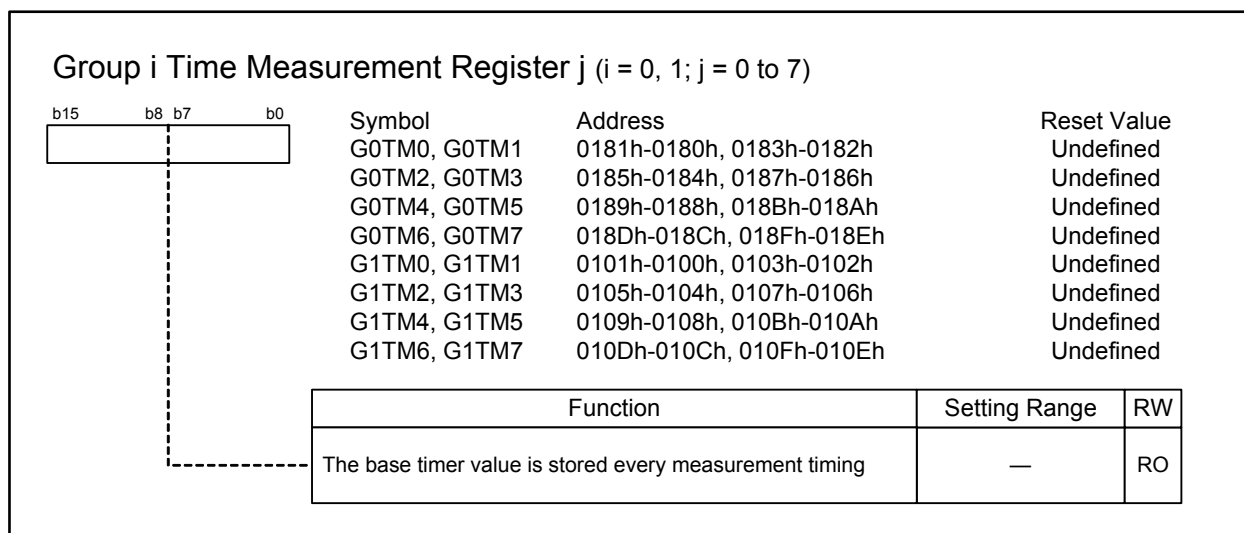 Group i Time Measurement Register j (i = 0, 1; j = 0 to 7)
b15 b8 b7 b0
Symbol Address Reset Value
G0TM0, G0TM1 0181h-0180h, 0183h-0182h Undefined
G0TM2, G0TM3 0185h-0184h, 0187h-0186h Undefined
G0TM4, G0TM5 0189h-0188h, 018Bh-018Ah Undefined
G0TM6, G0TM7 018Dh-018Ch, 018Fh-018Eh Undefined
G1TM0, G1TM1 0101h-0100h, 0103h-0102h Undefined
G1TM2, G1TM3 0105h-0104h, 0107h-0106h Undefined
G1TM4, G1TM5 0109h-0108h, 010Bh-010Ah Undefined
G1TM6, G1TM7 010Dh-010Ch, 010Fh-010Eh Undefined
Function Setting Range RW
The base timer value is stored every measurement timing — RO